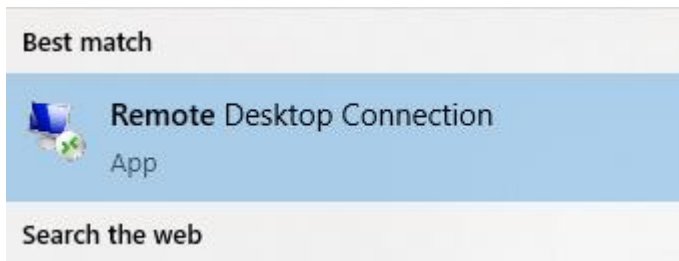 Best match
Remote Desktop Connection
App
Search the web